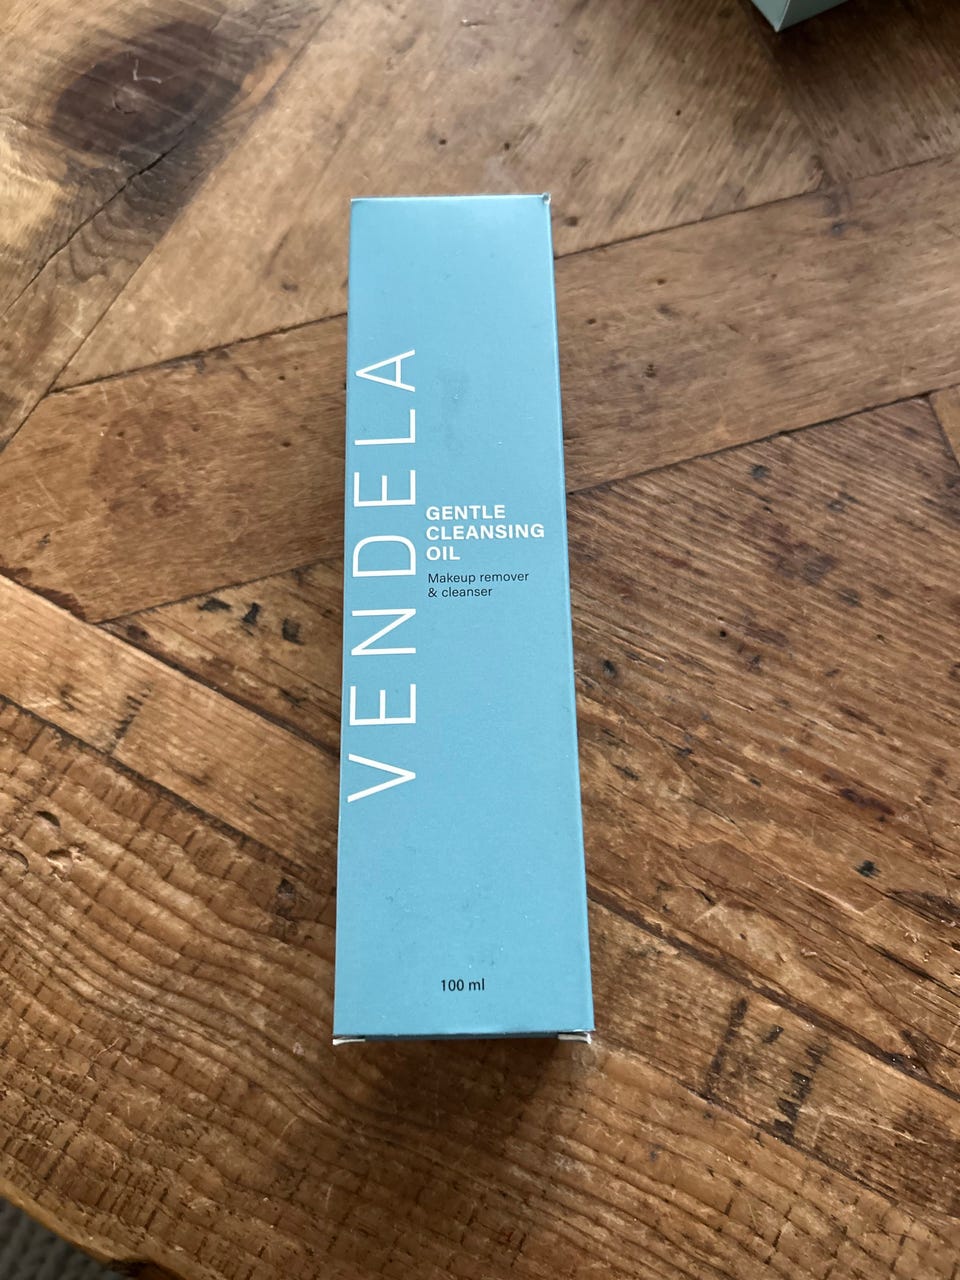 VENDELA
GENTLE
CLEANSING
OIL
Makeup remover
& cleanser
100 ml